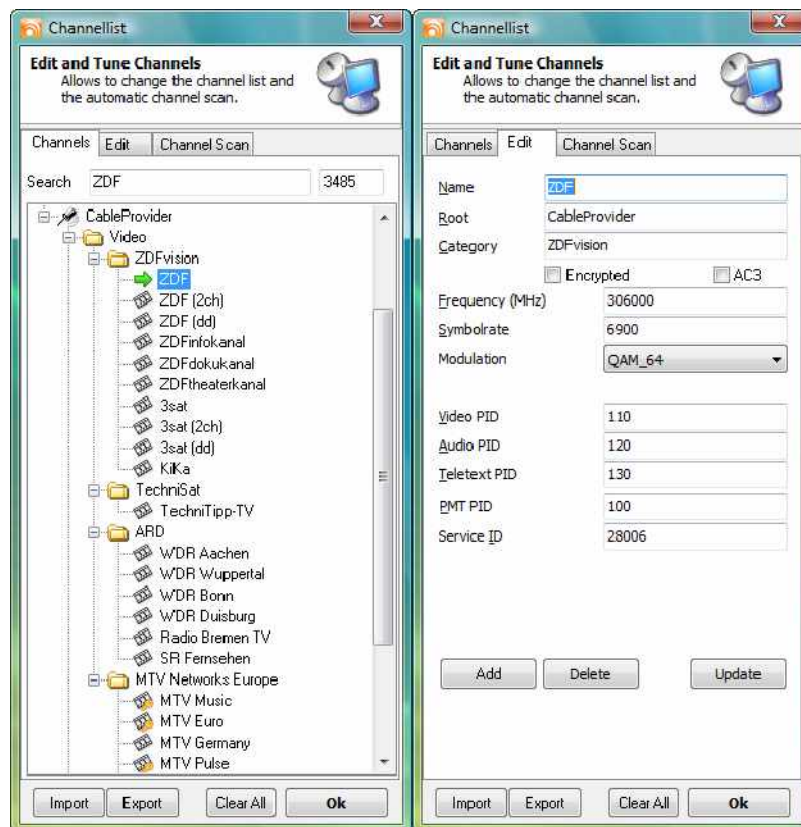 Channellist
Edit and Tune Channels
Allows to change the channel list and
the automatic channel scan.
Channels Edit Channel Scan
Search ZDF 3485
CableProvider
Video
ZDFvision
ZDF
ZDF (2ch)
ZDF (dd)
ZDFinfokanal
ZDFdokukanal
ZDFtheaterkanal
3sat
3sat (2ch)
3sat (dd)
KiKa
TechniSat
TechniTipp-TV
ARD
WDR Aachen
WDR Wuppertal
WDR Bonn
WDR Duisburg
Radio Bremen TV
SR Fernsehen
MTV Networks Europe
MTV Music
MTV Euro
MTV Germany
MTV Pulse
Import Export Clear All Ok
Channellist
Edit and Tune Channels
Allows to change the channel list and
the automatic channel scan.
Channels Edit Channel Scan
Name ZDF
Root CableProvider
Category ZDFvision
Encrypted AC3
Frequency (MHz) 306000
Symbolrate 6900
Modulation QAM_64
Video PID 110
Audio PID 120
Teletext PID 130
PMT PID 100
Service ID 28006
Add Delete Update
Import Export Clear All Ok